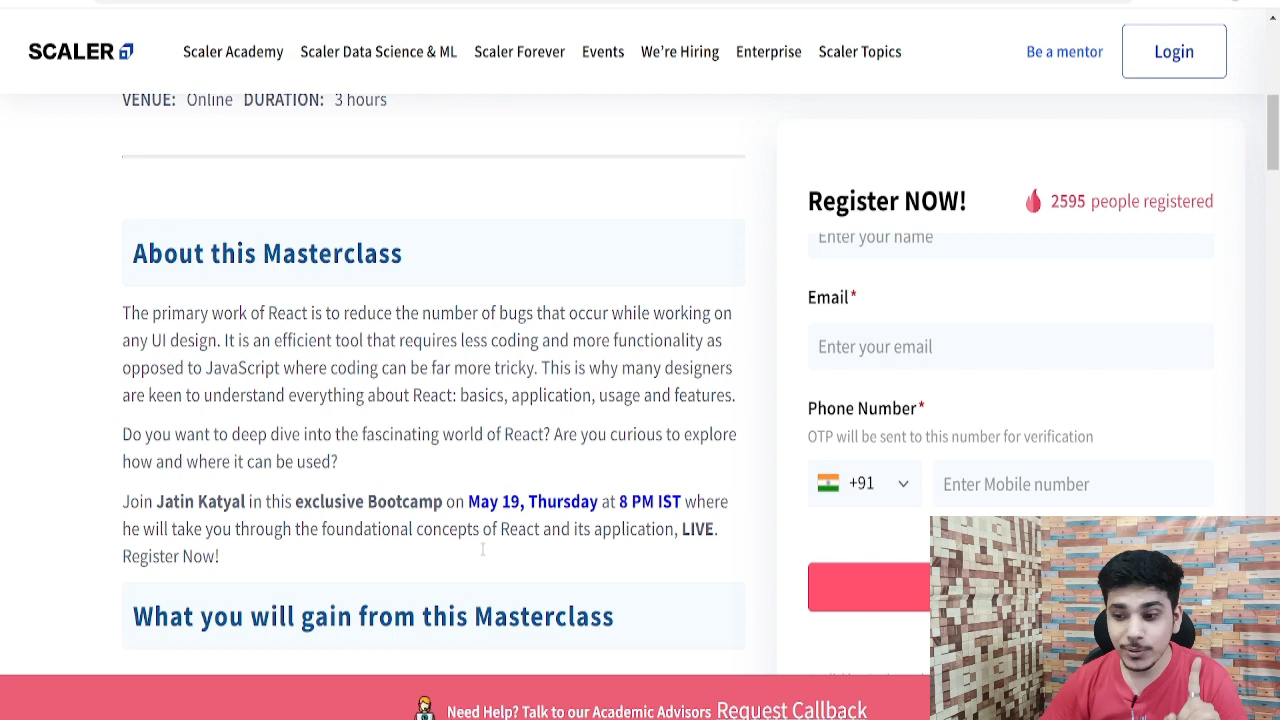 SCALER
Scaler Academy
Scaler Data Science & ML
Scaler Forever
Events
We're Hiring
Enterprise
Scaler Topics
Be a mentor
Login
VENUE: Online DURATION: 3 hours
About this Masterclass
The primary work of React is to reduce the number of bugs that occur while working on
any UI design. It is an efficient tool that requires less coding and more functionality as
opposed to JavaScript where coding can be far more tricky. This is why many designers
are keen to understand everything about React: basics, application, usage and features.
Do you want to deep dive into the fascinating world of React? Are you curious to explore
how and where it can be used?
Join Jatin Katyal in this exclusive Bootcamp on May 19, Thursday at 8 PM IST where
he will take you through the foundational concepts of React and its application, LIVE.
Register Now!
What you will gain from this Masterclass
Register NOW!
2595 people registered
Enter your name
Email*
Enter your email
Phone Number*
OTP will be sent to this number for verification
+91
Enter Mobile number
Need Help? Talk to our Academic Advisors Request Callback